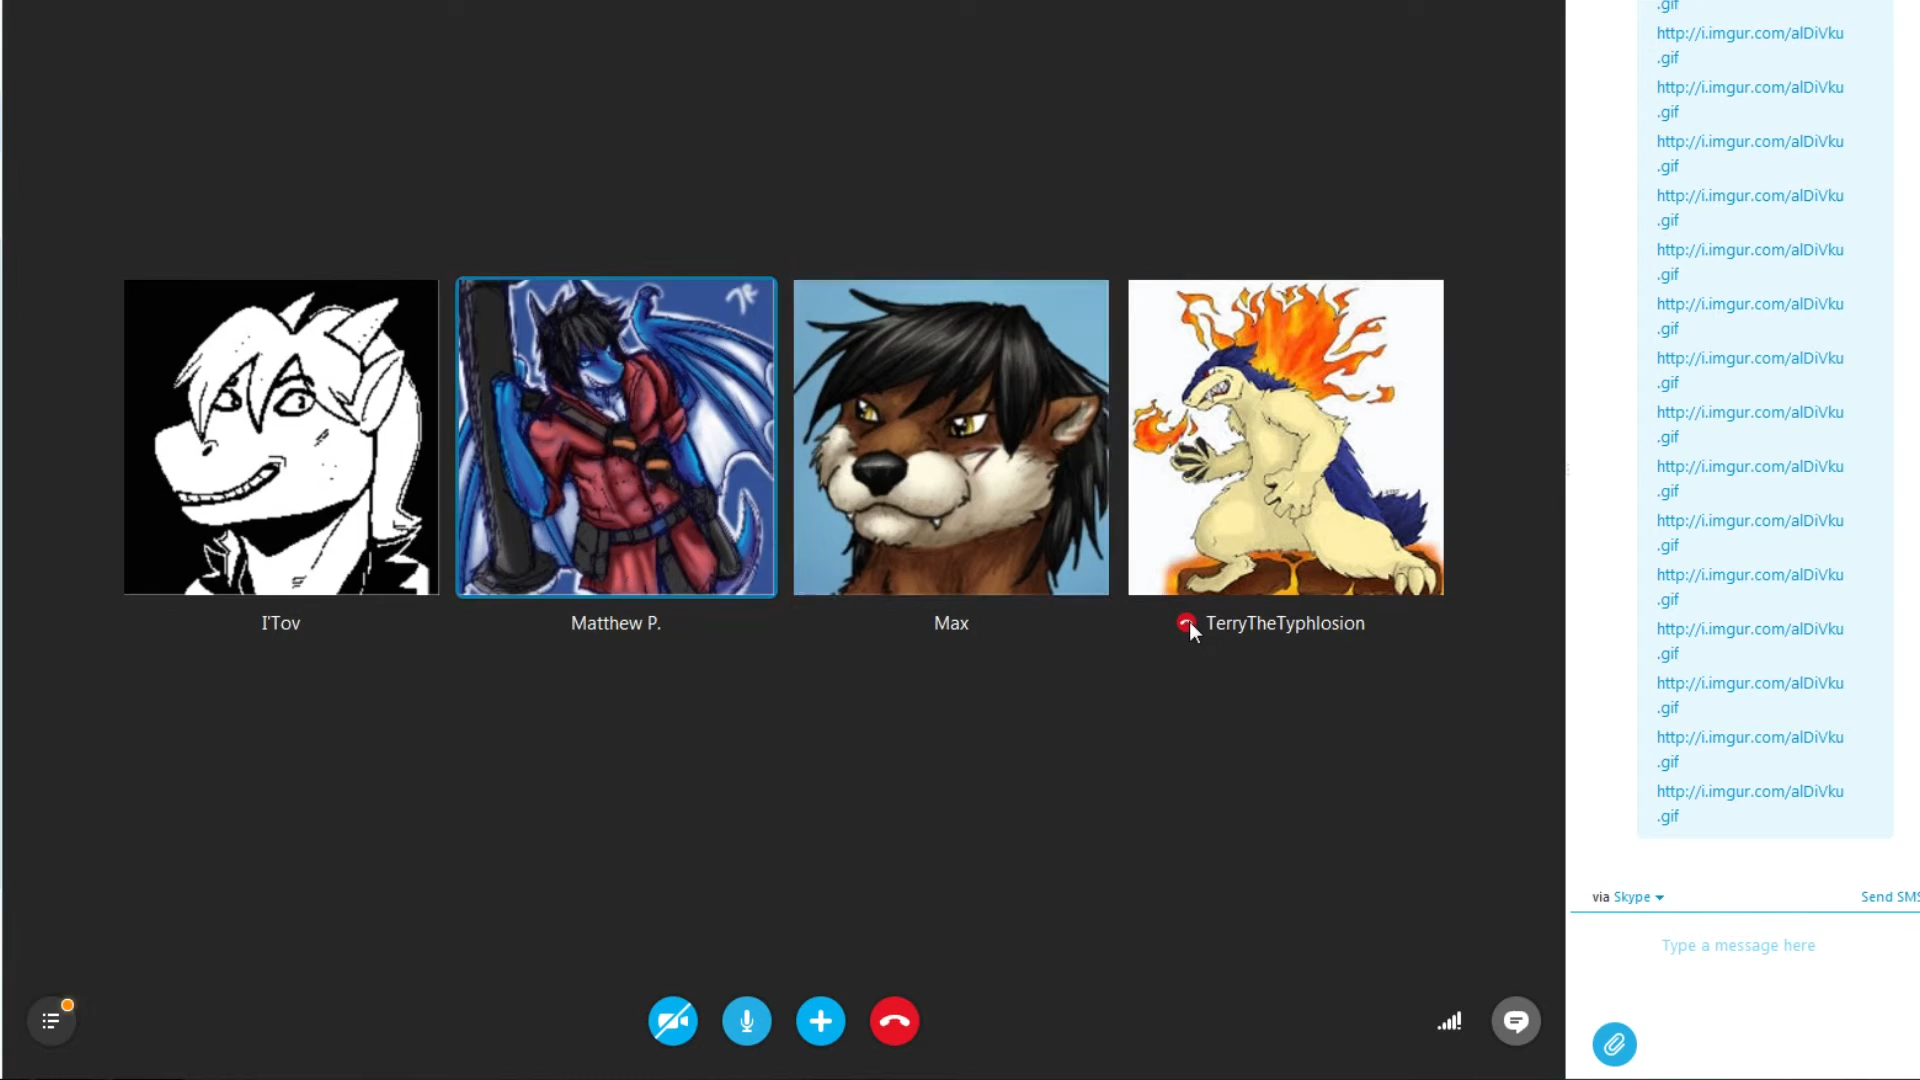 I'Tov
Matthew P.
Max
TerryTheTyphlosion
.gif
http://i.imgur.com/alDiVku
.gif
http://i.imgur.com/alDiVku
.gif
http://i.imgur.com/alDiVku
.gif
http://i.imgur.com/alDiVku
.gif
http://i.imgur.com/alDiVku
.gif
http://i.imgur.com/alDiVku
.gif
http://i.imgur.com/alDiVku
.gif
http://i.imgur.com/alDiVku
.gif
http://i.imgur.com/alDiVku
.gif
http://i.imgur.com/alDiVku
.gif
http://i.imgur.com/alDiVku
.gif
http://i.imgur.com/alDiVku
.gif
http://i.imgur.com/alDiVku
.gif
http://i.imgur.com/alDiVku
.gif
http://i.imgur.com/alDiVku
.gif
via Skype
Send SMS
Type a message here